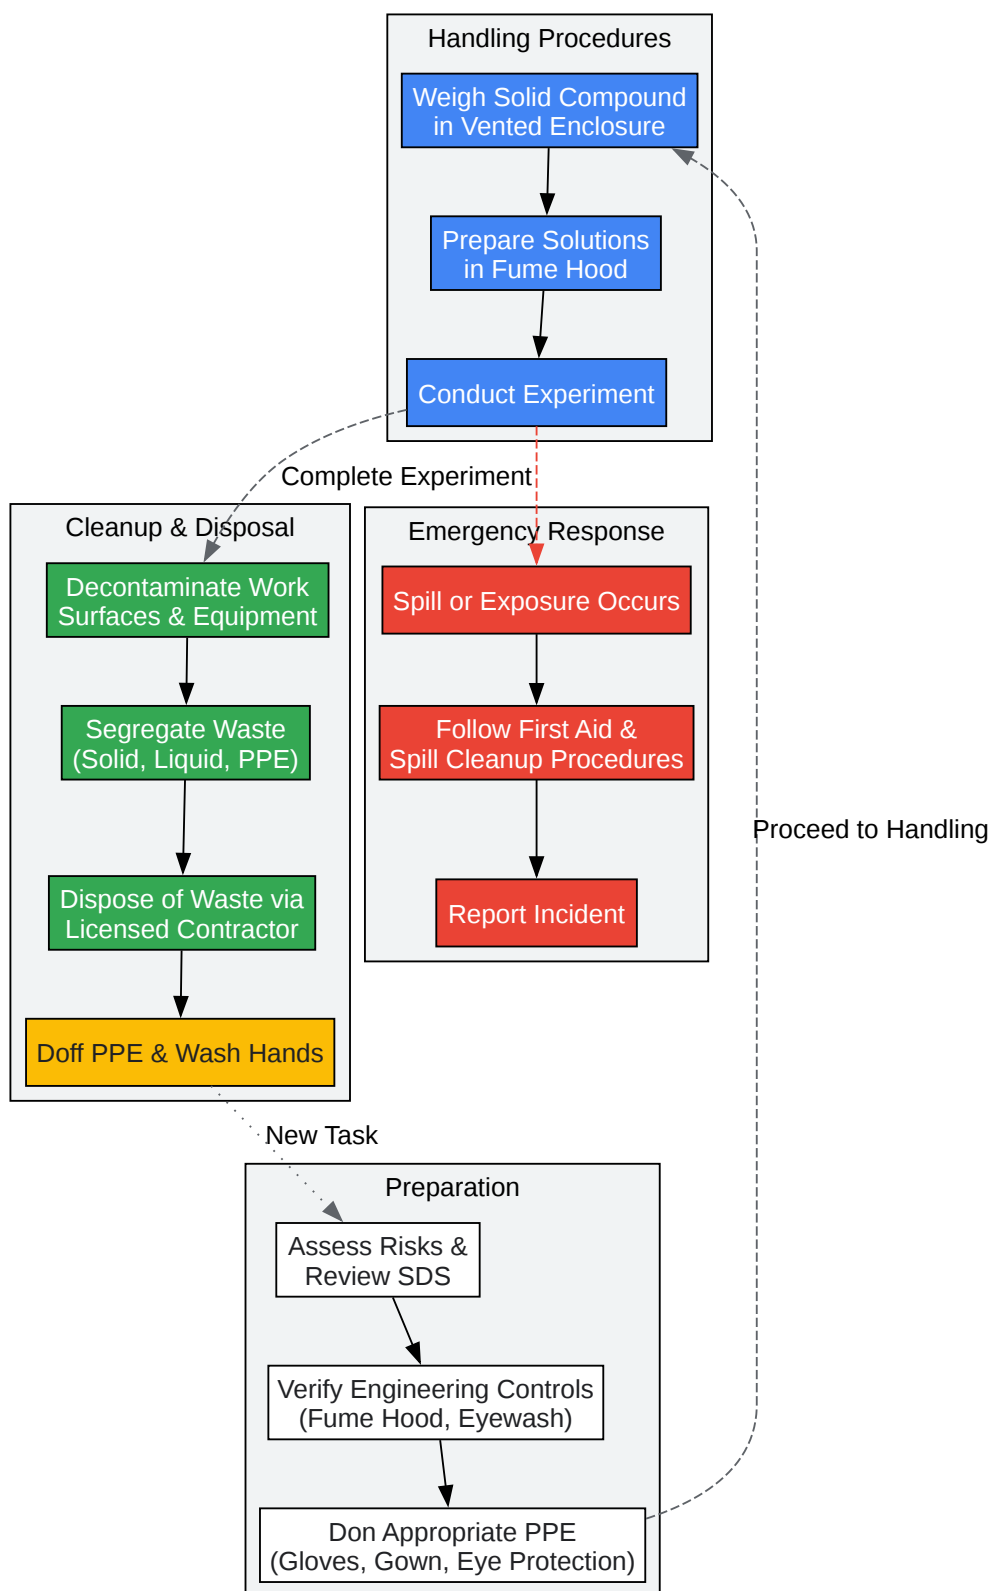 Handling Procedures
Weigh Solid Compound
in Vented Enclosure
Prepare Solutions
in Fume Hood
Conduct Experiment
Complete Experiment
Cleanup & Disposal
Decontaminate Work
Surfaces & Equipment
Segregate Waste
(Solid, Liquid, PPE)
Dispose of Waste via
Licensed Contractor
Doff PPE & Wash Hands
Emergency Response
Spill or Exposure Occurs
Follow First Aid &
Spill Cleanup Procedures
Report Incident
Proceed to Handling
New Task
Preparation
Assess Risks &
Review SDS
Verify Engineering Controls
(Fume Hood, Eyewash)
Don Appropriate PPE
(Gloves, Gown, Eye Protection)